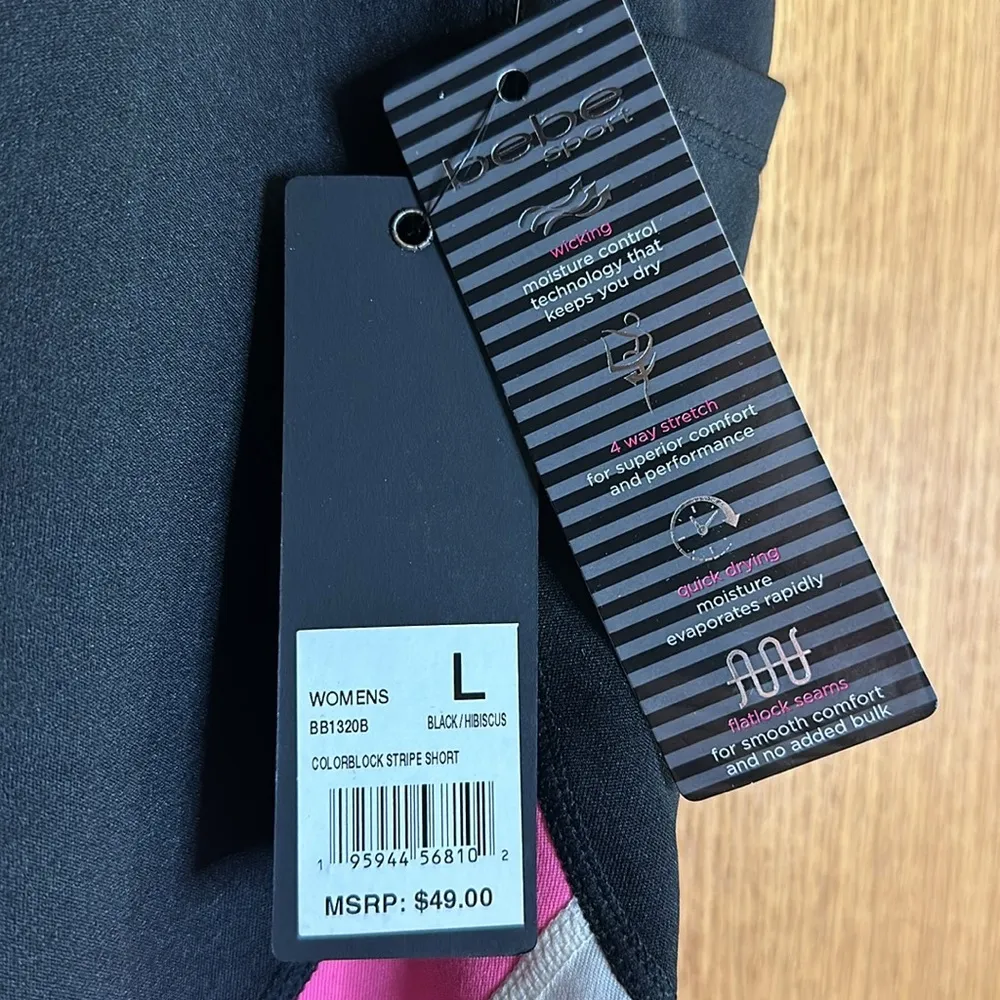 bebe
sport
wicking
moisture control
technology that
keeps you dry
4 way stretch
for superior comfort
and performance
quick drying
moisture
evaporates rapidly
flatlock seams
for smooth comfort
and no added bulk
WOMENS L
BB1320B BLACK/HIBISCUS
COLORBLOCK STRIPE SHORT
1 95944 56810 2
MSRP: $49.00